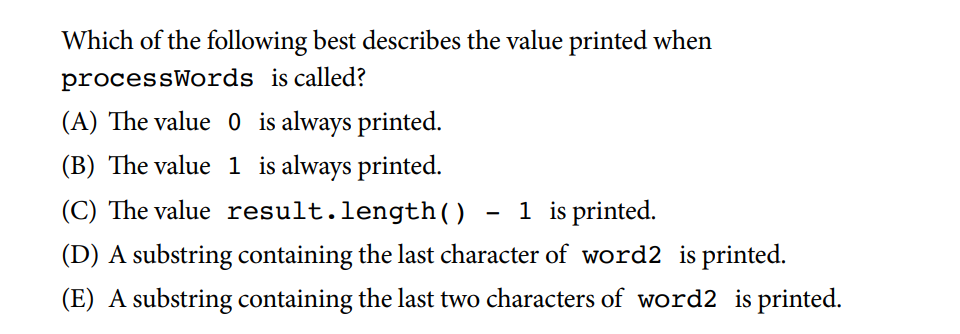 Which of the following best describes the value printed when
processWords is called?
(A) The value 0 is always printed.
(B) The value 1 is always printed.
(C) The value result.length() - 1 is printed.
(D) A substring containing the last character of word2 is printed.
(E) A substring containing the last two characters of word2 is printed.